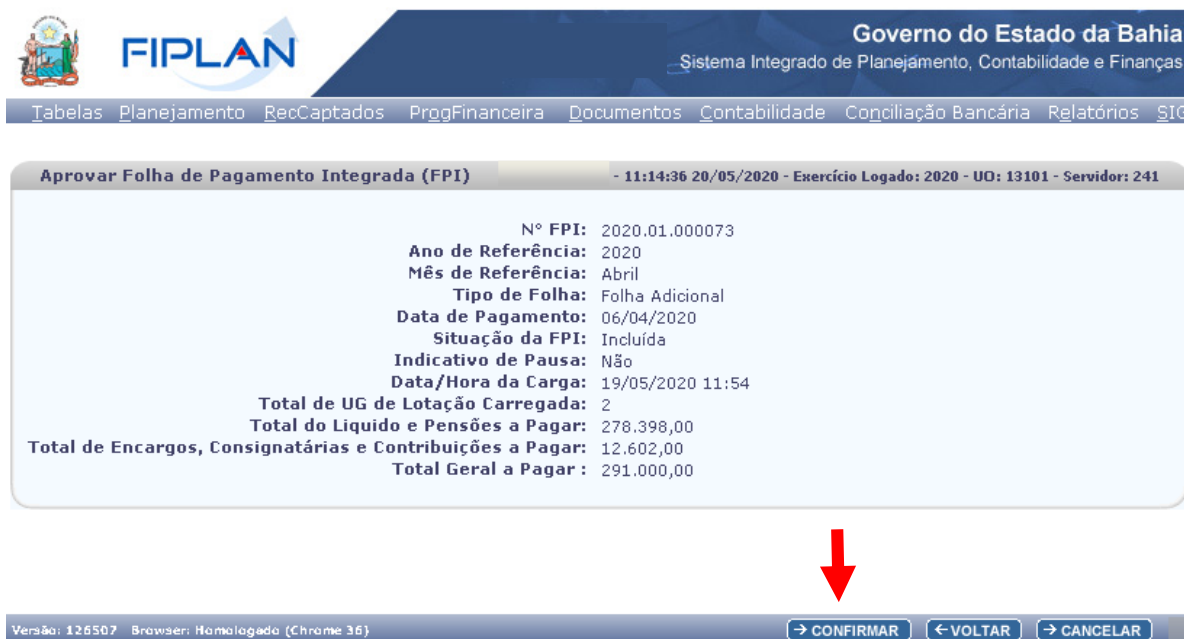 FIPLAN
Governo do Estado da Bahia
Sistema Integrado de Planejamento, Contabilidade e Finanças
Tabelas Planejamento RecCaptados ProgFinanceira Documentos Contabilidade Conciliação Bancária Relatórios SIG
Aprovar Folha de Pagamento Integrada (FPI) - 11:14:36 20/05/2020 - Exercício Logado: 2020 - UO: 13101 - Servidor: 241
Nº FPI: 2020.01.000073
Ano de Referência: 2020
Mês de Referência: Abril
Tipo de Folha: Folha Adicional
Data de Pagamento: 06/04/2020
Situação da FPI: Incluída
Indicativo de Pausa: Não
Data/Hora da Carga: 19/05/2020 11:54
Total de UG de Lotação Carregada: 2
Total do Liquido e Pensões a Pagar: 278.398,00
Total de Encargos, Consignatárias e Contribuições a Pagar: 12.602,00
Total Geral a Pagar : 291.000,00
Versão: 126507 Browser: Homologado (Chrome 36) → CONFIRMAR ← VOLTAR → CANCELAR